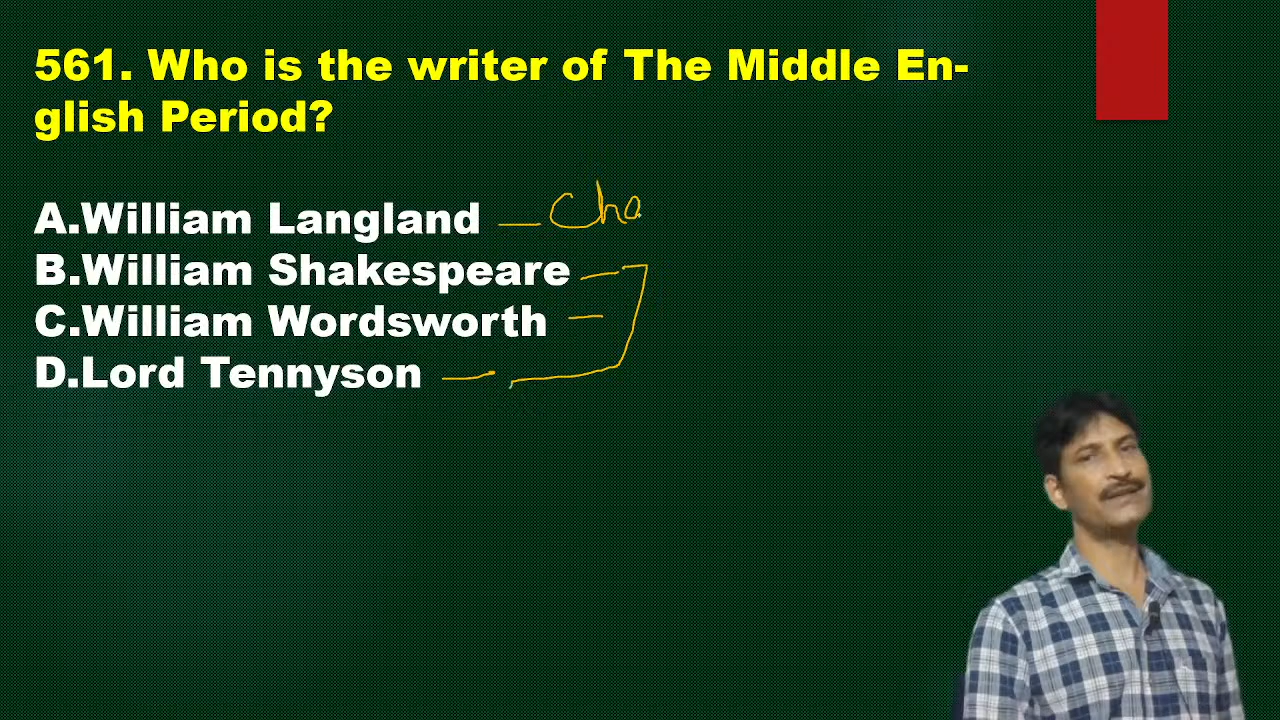 561. Who is the writer of The Middle En-
glish Period?
A.William Langland — Cha
B.William Shakespeare
C.William Wordsworth
D.Lord Tennyson